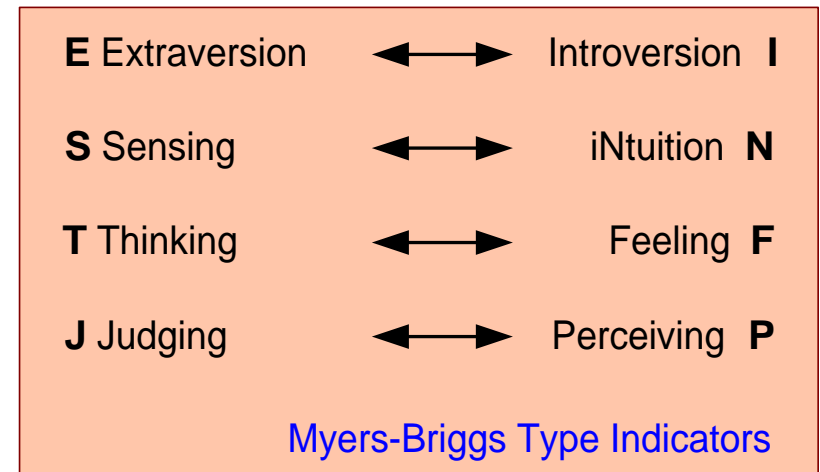 E Extraversion Introversion I
S Sensing iNtuition N
T Thinking Feeling F
J Judging Perceiving P
Myers-Briggs Type Indicators